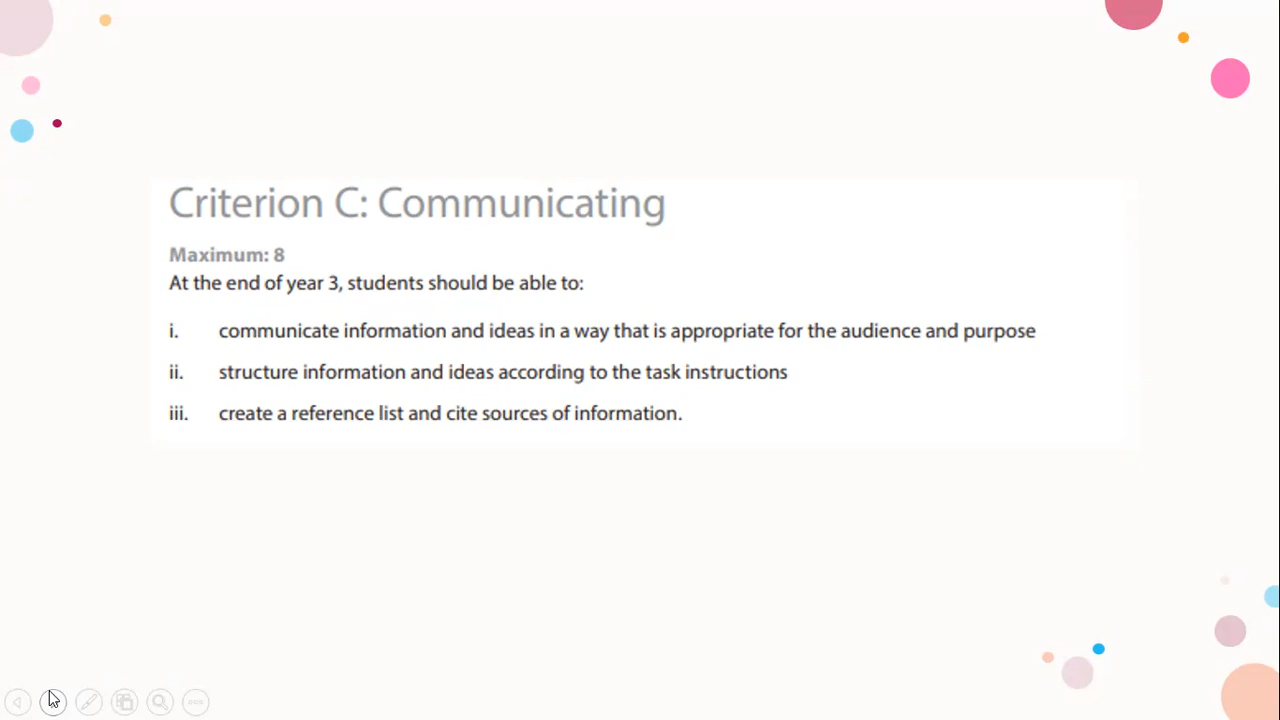 Criterion C: Communicating
Maximum: 8
At the end of year 3, students should be able to:
i. communicate information and ideas in a way that is appropriate for the audience and purpose
ii. structure information and ideas according to the task instructions
iii. create a reference list and cite sources of information.